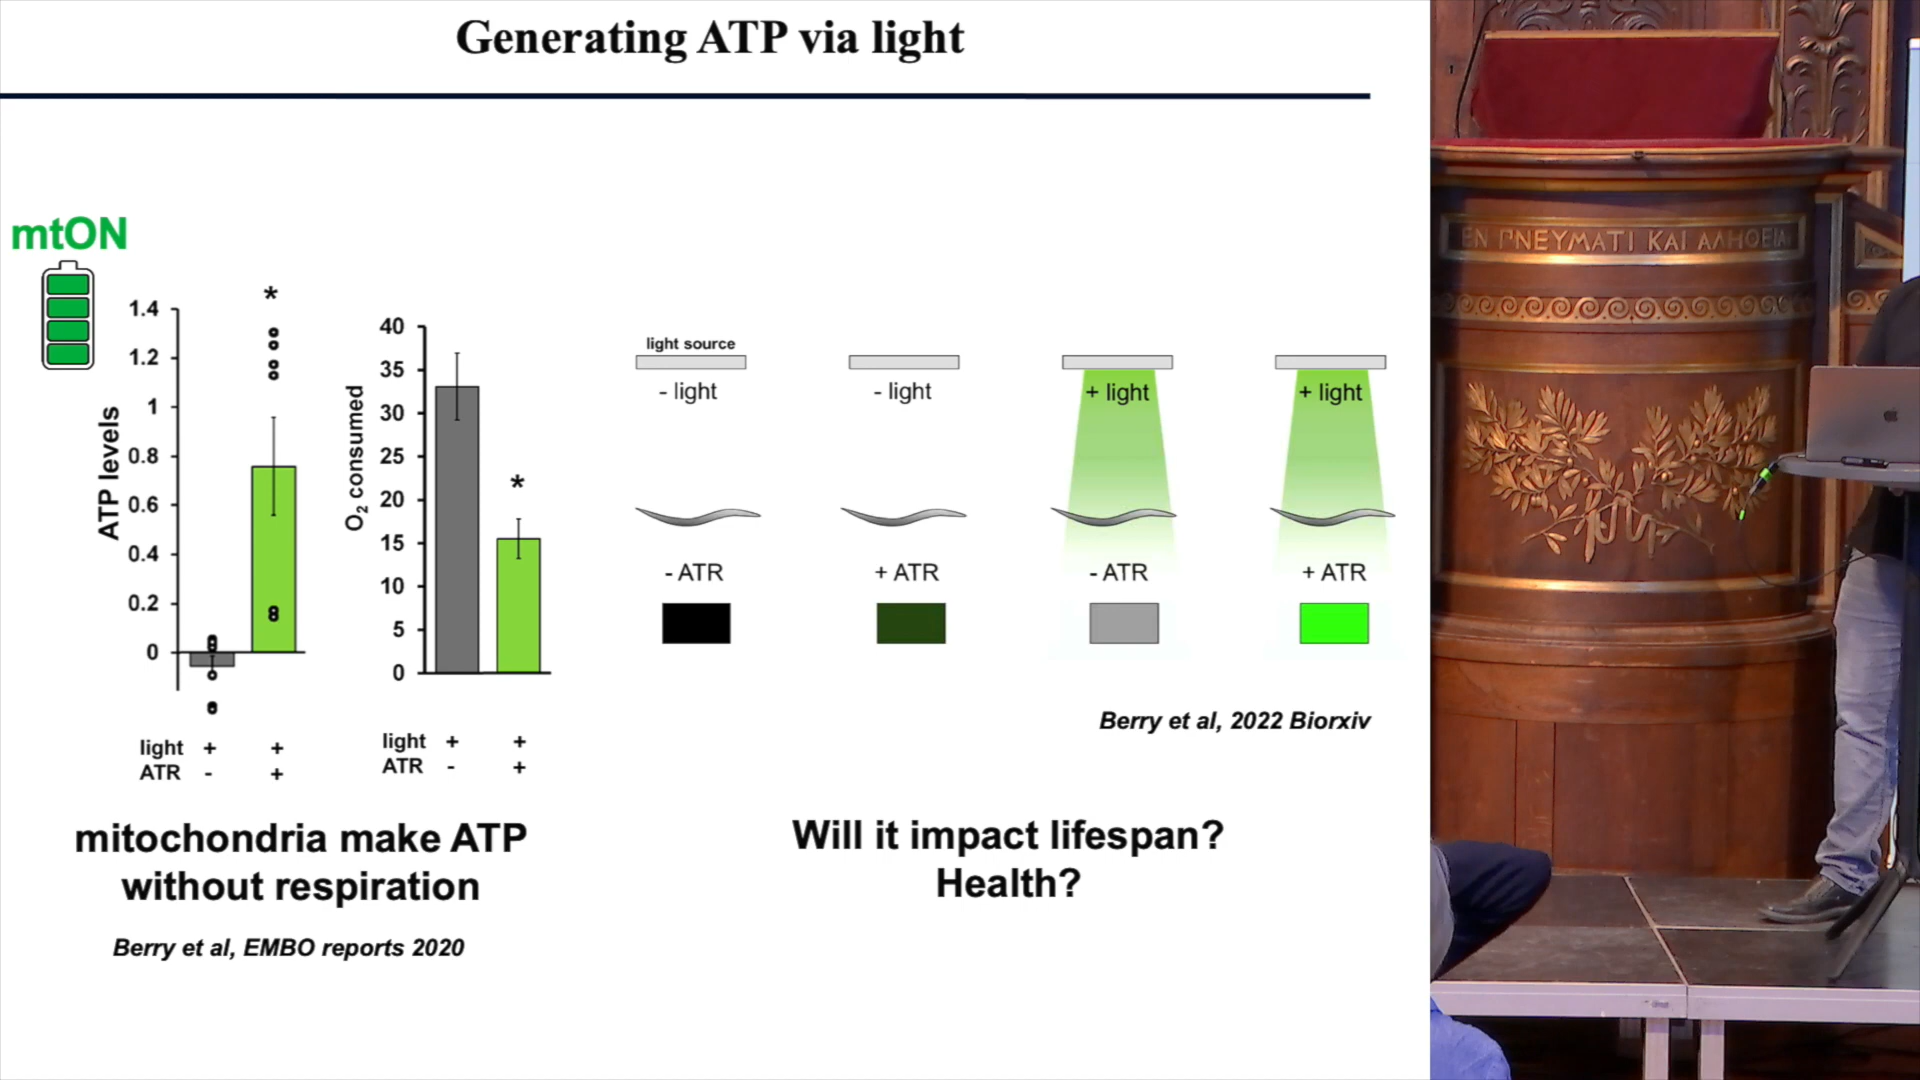 Generating ATP via light
mtON
ATP levels
1.4
1.2
1
0.8
0.6
0.4
0.2
0
*
light + +
ATR - +
O2 consumed
40
35
30
25
20
15
10
5
0
*
light + +
ATR - +
mitochondria make ATP
without respiration
Berry et al, EMBO reports 2020
light source
- light
- light
+ light
+ light
- ATR
+ ATR
- ATR
+ ATR
Berry et al, 2022 Biorxiv
Will it impact lifespan?
Health?
ΕΝ ΠΝΕΥΜΑΤΙ ΚΑΙ ΑΛΗΘΕΙΑ